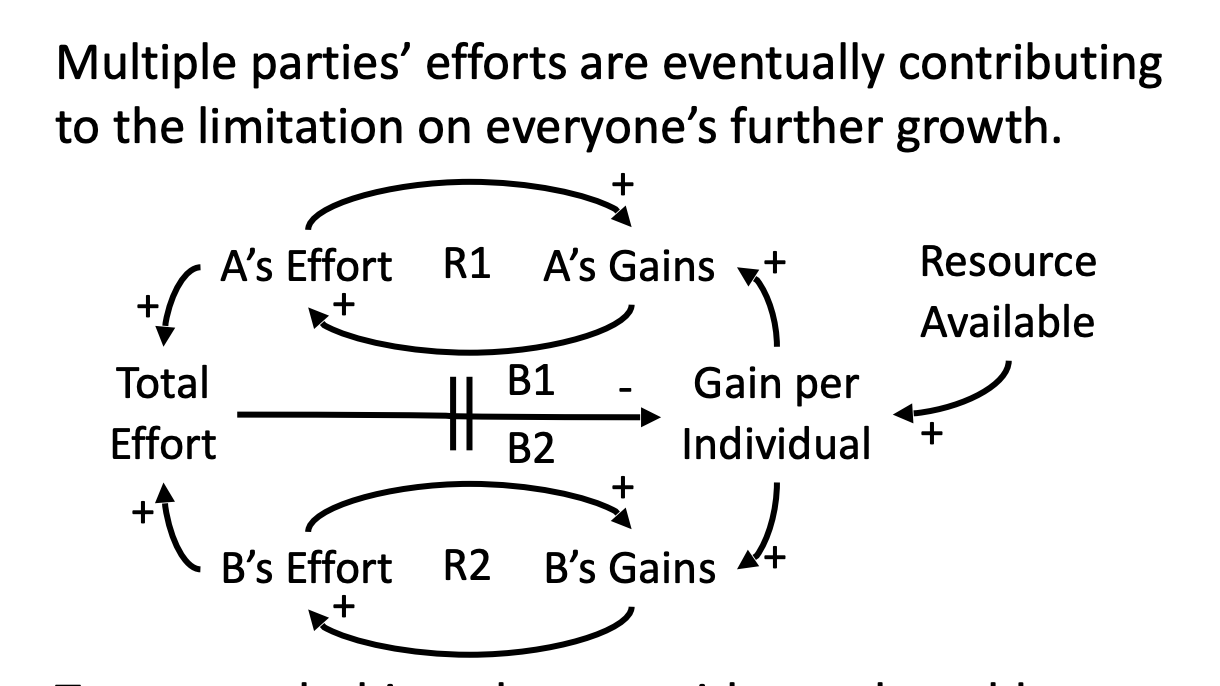 Multiple parties’ efforts are eventually contributing
to the limitation on everyone’s further growth.
+
A’s Effort R1 A’s Gains + Resource
+ + Available
Total B1 - Gain per
Effort B2 Individual +
+ +
B’s Effort R2 B’s Gains +
+